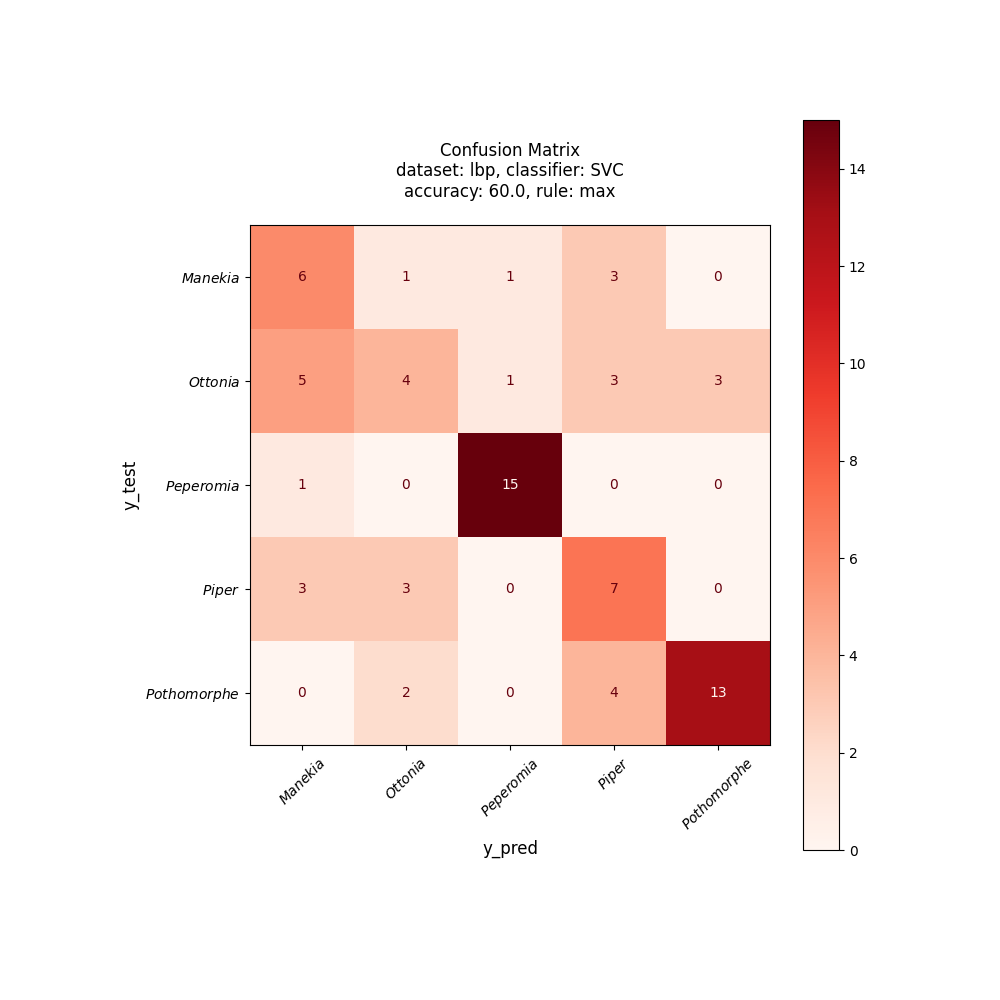 Confusion Matrix
dataset: lbp, classifier: SVC
accuracy: 60.0, rule: max
y_test
Manekia 6 1 1 3 0
Ottonia 5 4 1 3 3
Peperomia 1 0 15 0 0
Piper 3 3 0 7 0
Pothomorphe 0 2 0 4 13
Manekia Ottonia Peperomia Piper Pothomorphe
y_pred
14
12
10
8
6
4
2
0